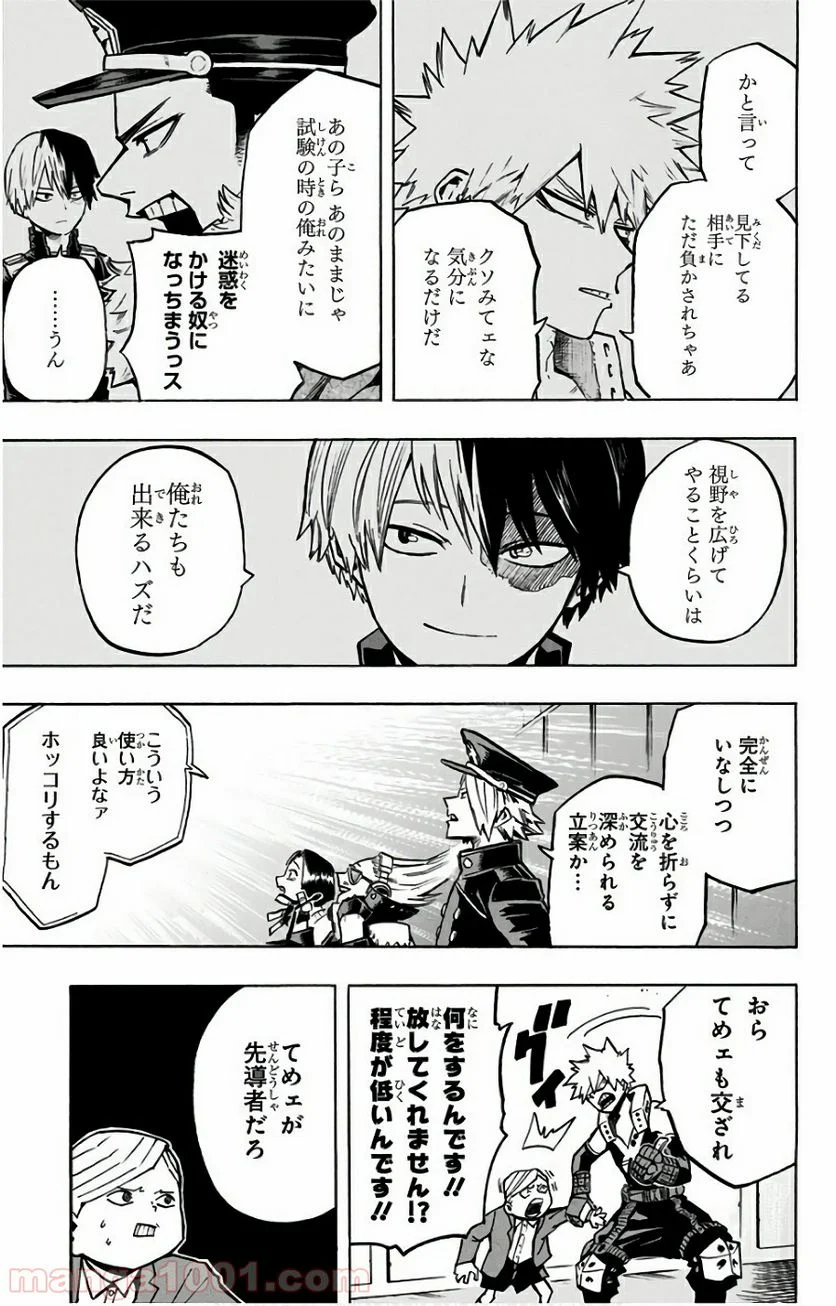 かと言って
見下してる
相手に
ただ負かされちゃあ
クソみてェな
気分に
なるだけだ
あの子ら あのままじゃ
試験の時の俺みたいに
迷惑を
かける奴に
なっちまうっス
……うん
視野を広げて
やることくらいは
俺たちも
出来るハズだ
完全に
いなしつつ
心を折らずに
交流を
深められる
立案か…
こういう
使い方
良いよなァ
ホッコリするもん
おら
てめェも交ざれ
グイ
何をするんです!!
放してくれません!?
程度が低いんです!!
てめェが
先導者だろ
manga1001.com